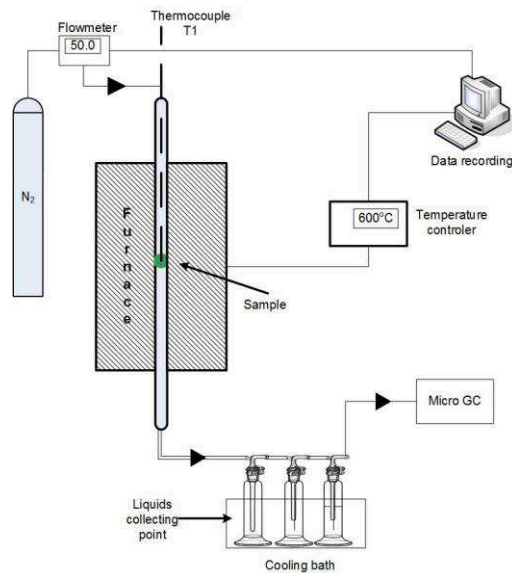 Thermocouple
T1
Flowmeter
50.0
N2
Furnace
Data recording
600°C
Temperature
controler
Sample
Micro GC
Liquids
collecting
point
Cooling bath